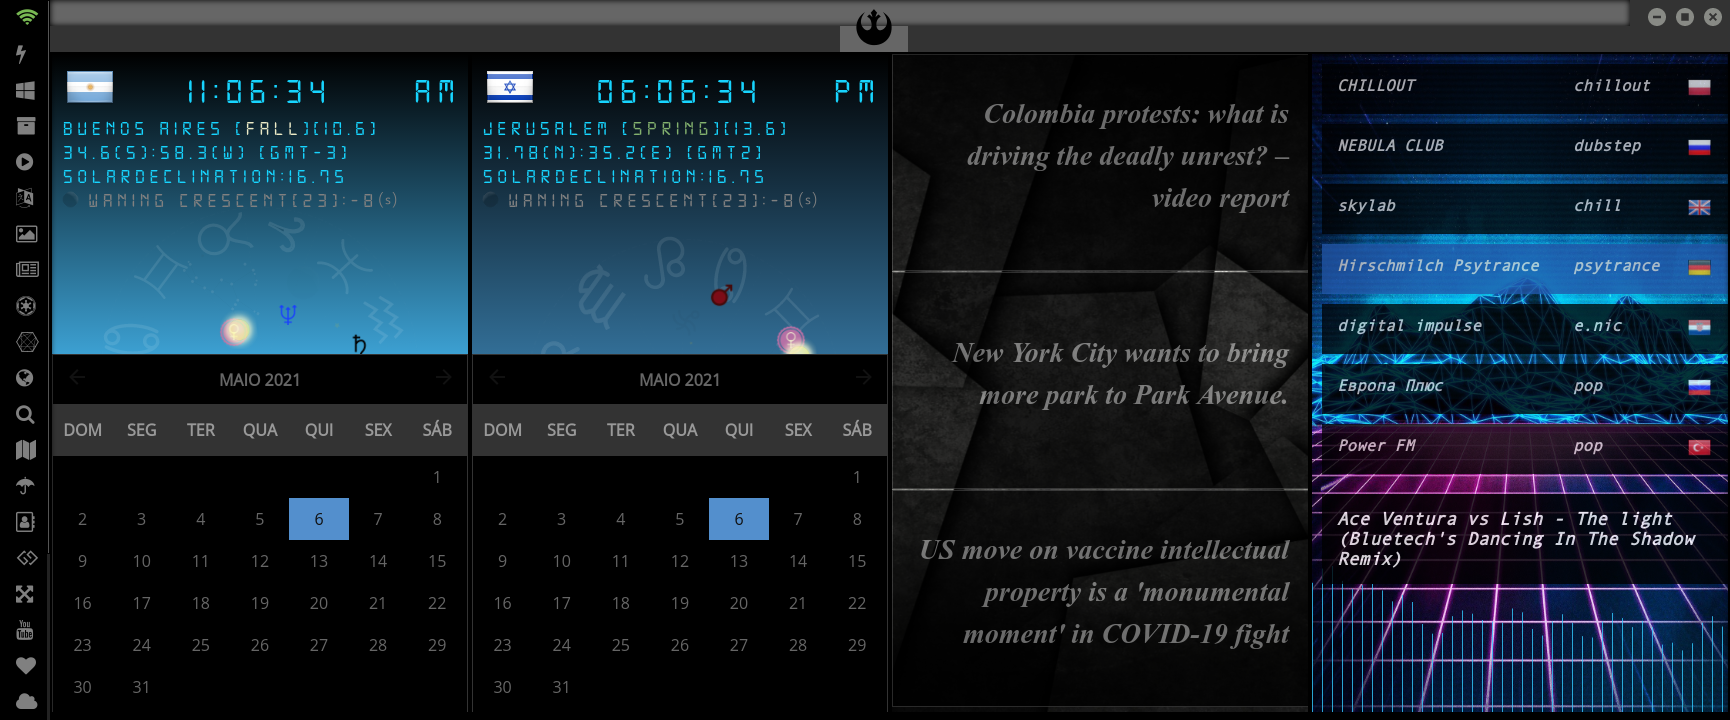 11:06:34 AM
BUENOS AIRES [FALL][10.6]
34.6(S):58.3(W) [GMT-3]
SOLARDECLINATION:16.75
WANING CRESCENT[23]:-8(s)
MAIO 2021
DOM SEG TER QUA QUI SEX SÁB
1
2 3 4 5 6 7 8
9 10 11 12 13 14 15
16 17 18 19 20 21 22
23 24 25 26 27 28 29
30 31
06:06:34 PM
JERUSALEM [SPRING][13.6]
31.78(N):35.2(E) [GMT2]
SOLARDECLINATION:16.75
WANING CRESCENT[23]:-8(s)
MAIO 2021
DOM SEG TER QUA QUI SEX SÁB
1
2 3 4 5 6 7 8
9 10 11 12 13 14 15
16 17 18 19 20 21 22
23 24 25 26 27 28 29
30 31
Colombia protests: what is
driving the deadly unrest? –
video report
New York City wants to bring
more park to Park Avenue.
US move on vaccine intellectual
property is a 'monumental
moment' in COVID-19 fight
CHILLOUT chillout
NEBULA CLUB dubstep
skylab chill
Hirschmilch Psytrance psytrance
digital impulse e.nic
Европа Плюс pop
Power FM pop
Ace Ventura vs Lish - The light
(Bluetech's Dancing In The Shadow
Remix)
You
Tube